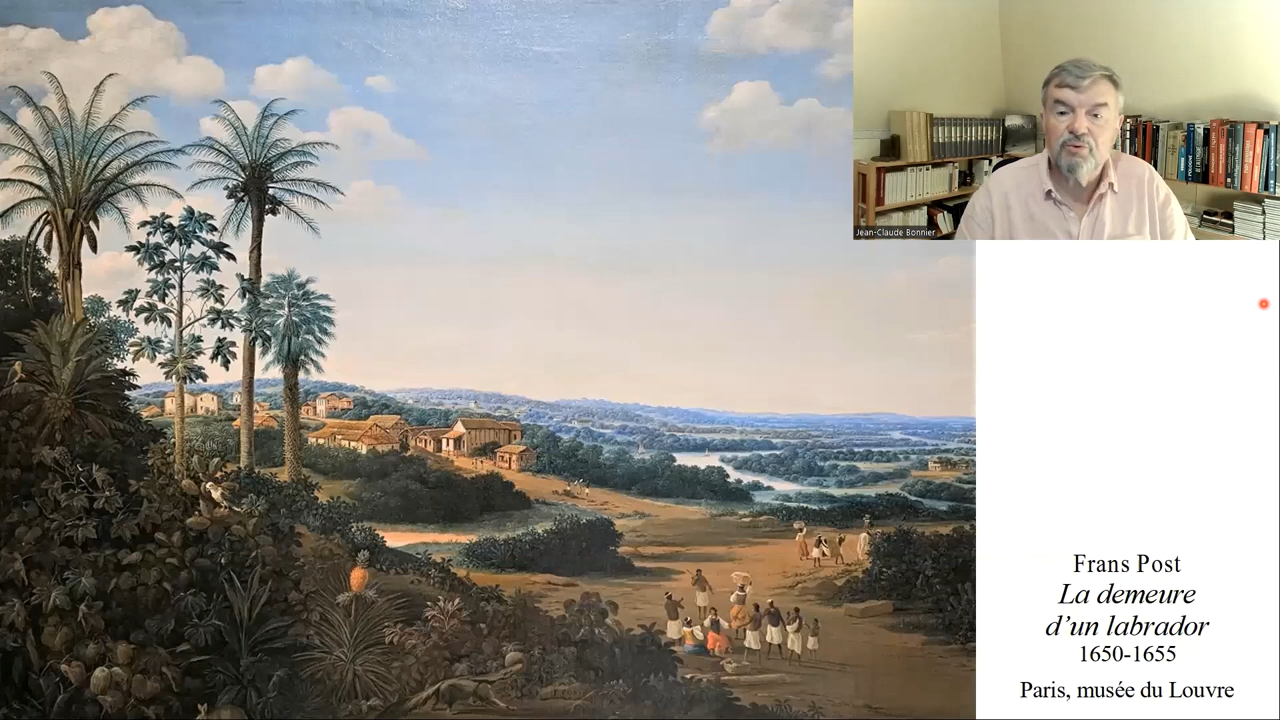 Jean-Claude Bonnier
Frans Post
La demeure
d’un labrador
1650-1655
Paris, musée du Louvre